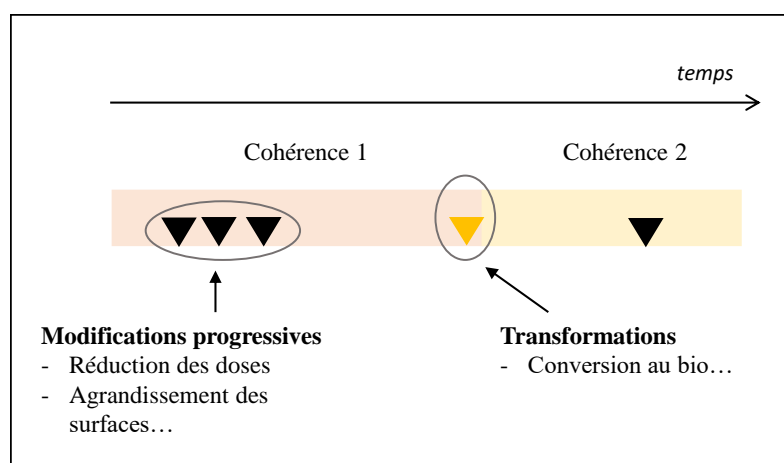 temps
Cohérence 1
Cohérence 2
Modifications progressives
- Réduction des doses
- Agrandissement des
surfaces…
Transformations
- Conversion au bio…